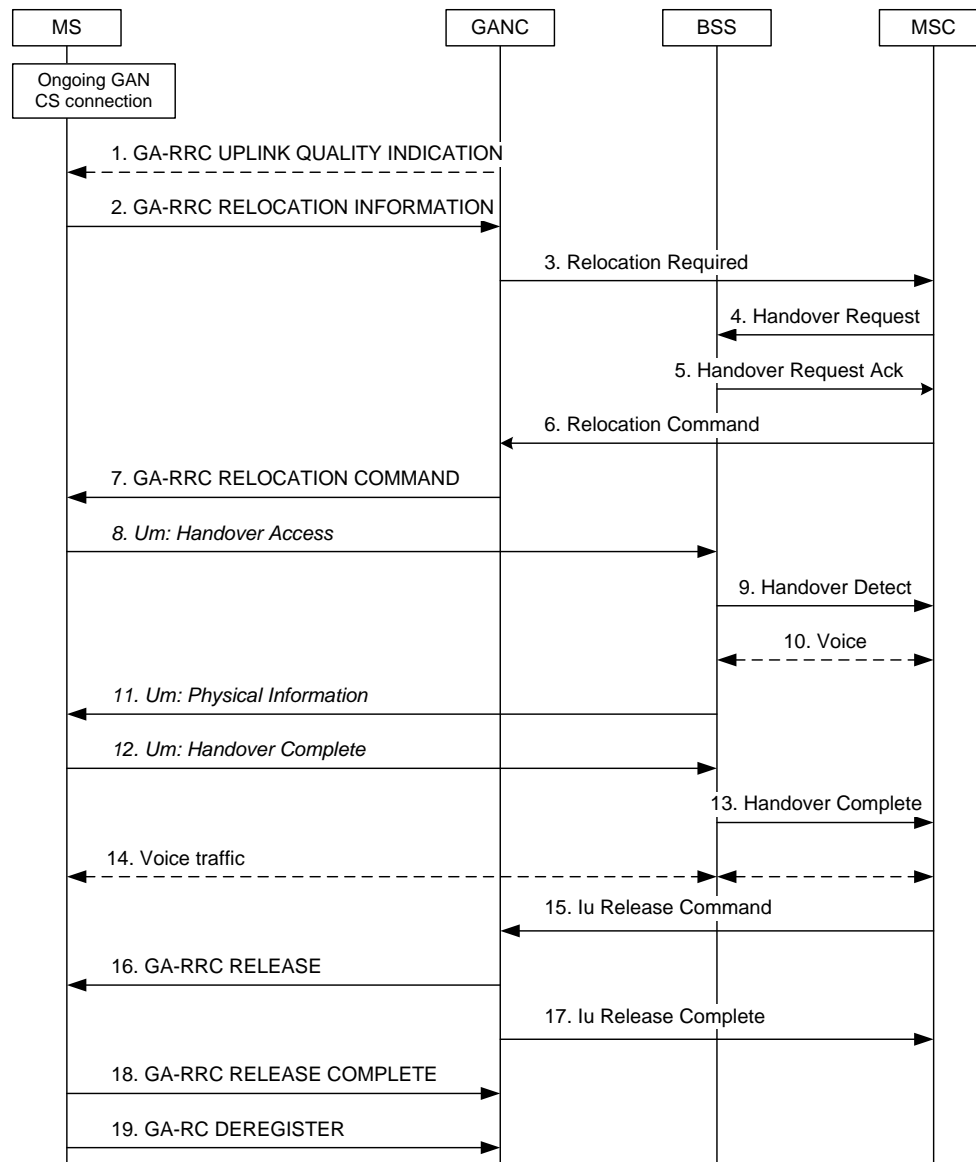 MS
GANC
BSS
MSC
Ongoing GAN
CS connection
1. GA-RRC UPLINK QUALITY INDICATION
2. GA-RRC RELOCATION INFORMATION
3. Relocation Required
4. Handover Request
5. Handover Request Ack
6. Relocation Command
7. GA-RRC RELOCATION COMMAND
8. Um: Handover Access
9. Handover Detect
10. Voice
11. Um: Physical Information
12. Um: Handover Complete
13. Handover Complete
14. Voice traffic
15. Iu Release Command
16. GA-RRC RELEASE
17. Iu Release Complete
18. GA-RRC RELEASE COMPLETE
19. GA-RC DEREGISTER